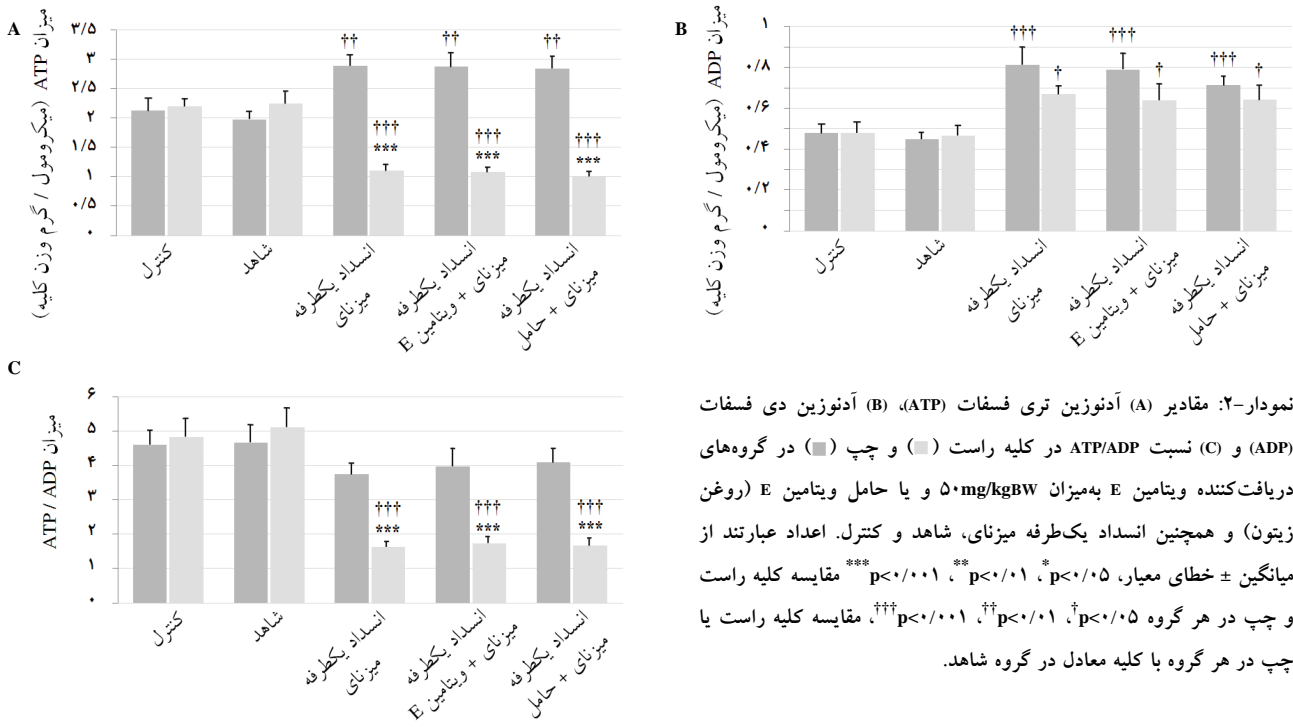 A
میزان ATP (میکرومول / گرم وزن کلیه)
۳/۵
۳
۲/۵
۲
۱/۵
۱
۰/۵
۰
††
††
††
†††
***
†††
***
†††
***
کنترل
شاهد
انسداد یکطرفه
میزنای
انسداد یکطرفه
میزنای + ویتامین E
انسداد یکطرفه
میزنای + حامل
B
میزان ADP (میکرومول / گرم وزن کلیه)
۱
۰/۸
۰/۶
۰/۴
۰/۲
۰
†††
†
†††
†
†††
†
کنترل
شاهد
انسداد یکطرفه
میزنای
انسداد یکطرفه
میزنای + ویتامین E
انسداد یکطرفه
میزنای + حامل
C
میزان ATP / ADP
۶
۵
۴
۳
۲
۱
۰
†††
***
†††
***
†††
***
کنترل
شاهد
انسداد یکطرفه
میزنای
انسداد یکطرفه
میزنای + ویتامین E
انسداد یکطرفه
میزنای + حامل
نمودار-۲: مقادیر (A) آدنوزین تری فسفات (ATP)، (B) آدنوزین دی فسفات
(ADP) و (C) نسبت ATP/ADP در کلیه راست (■) و چپ (■) در گروه‌های
دریافت‌کننده ویتامین E به‌میزان ۵۰mg/kgBW و یا حامل ویتامین E (روغن
زیتون) و همچنین انسداد یک‌طرفه میزنای، شاهد و کنترل. اعداد عبارتند از
میانگین ± خطای معیار، *p<۰/۰۵، **p<۰/۰۱، ***p<۰/۰۰۱ مقایسه کلیه راست
و چپ در هر گروه †p<۰/۰۵، ††p<۰/۰۱، †††p<۰/۰۰۱، مقایسه کلیه راست یا
چپ در هر گروه با کلیه معادل در گروه شاهد.